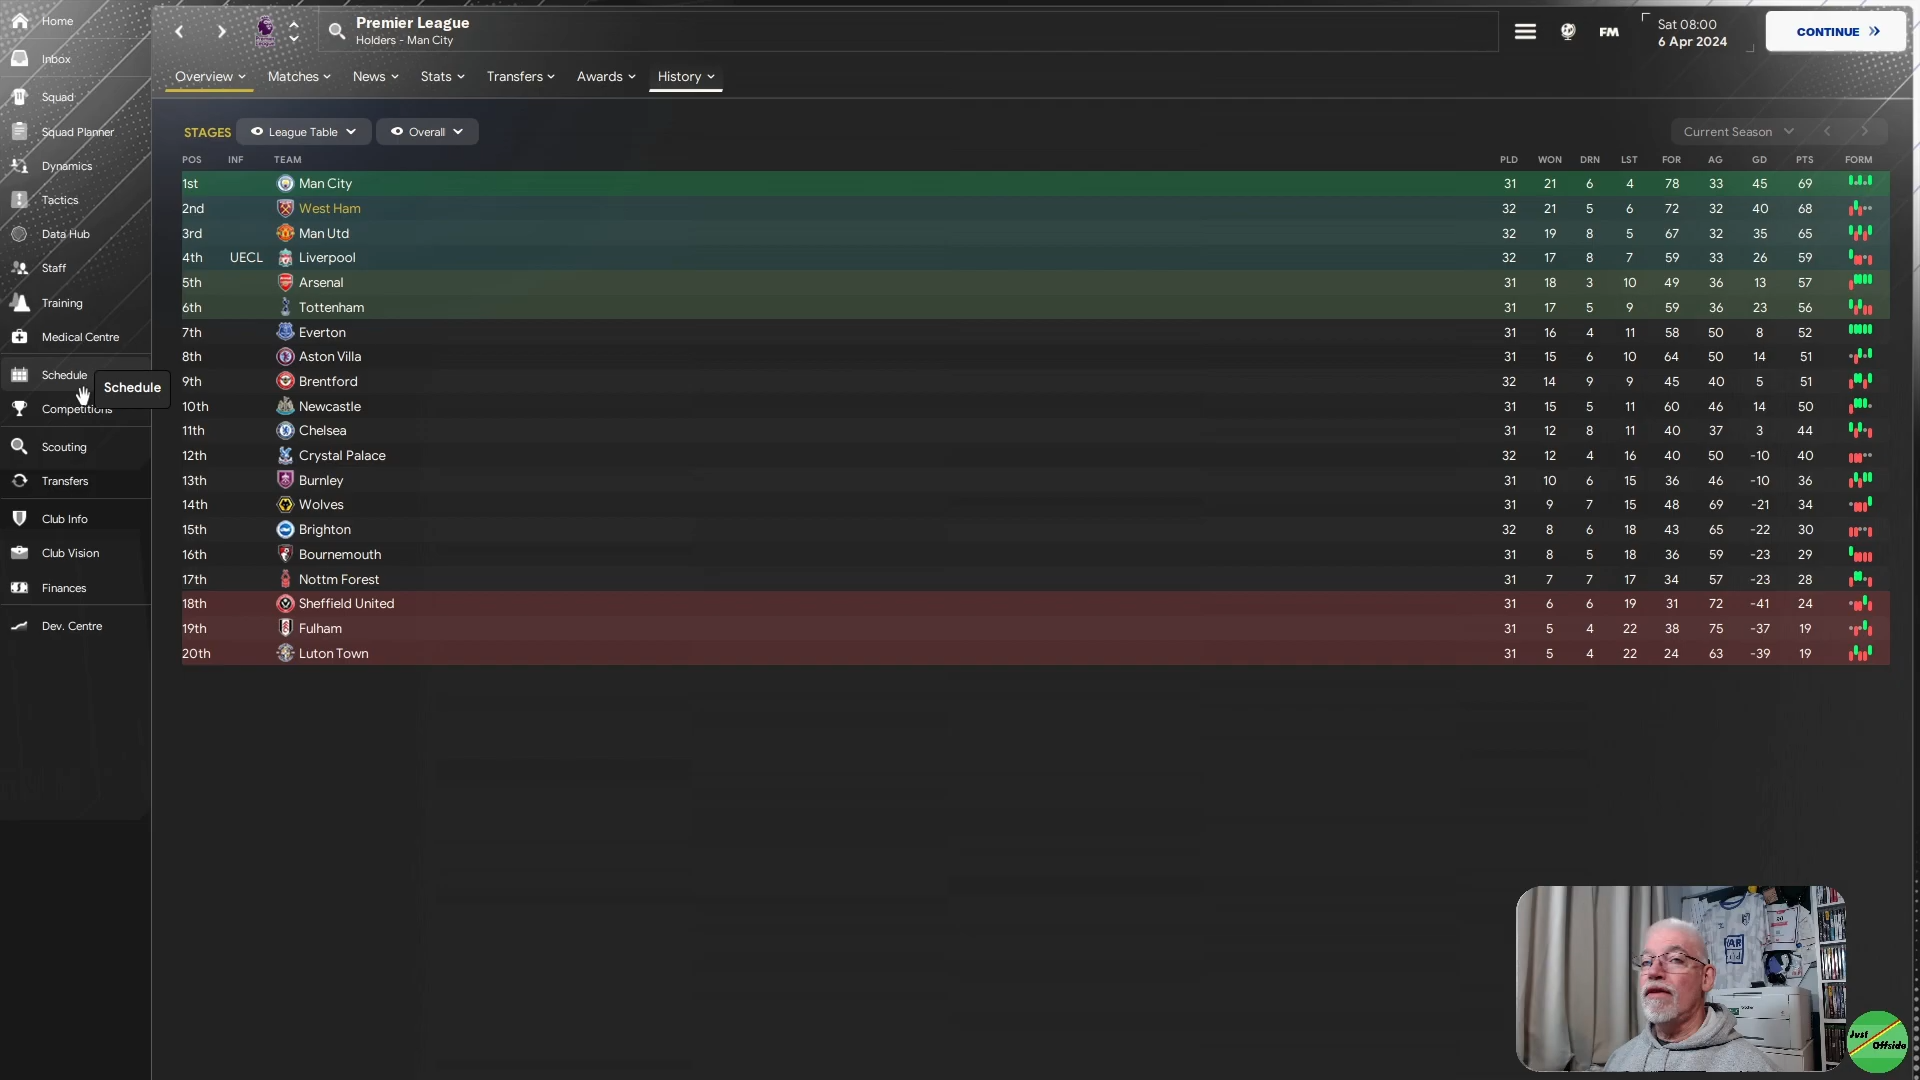 Home
Inbox
Squad
Squad Planner
Dynamics
Tactics
Data Hub
Staff
Training
Medical Centre
Schedule
Schedule
Competitions
Scouting
Transfers
Club Info
Club Vision
Finances
Dev. Centre
Premier League
Holders - Man City
FM
Sat 08:00
6 Apr 2024
CONTINUE
Overview Matches News Stats Transfers Awards History
STAGES League Table Overall Current Season
POS INF TEAM PLD WON DRN LST FOR AG GD PTS FORM
1st Man City 31 21 6 4 78 33 45 69
2nd West Ham 32 21 5 6 72 32 40 68
3rd Man Utd 32 19 8 5 67 32 35 65
4th UECL Liverpool 32 17 8 7 59 33 26 59
5th Arsenal 31 18 3 10 49 36 13 57
6th Tottenham 31 17 5 9 59 36 23 56
7th Everton 31 16 4 11 58 50 8 52
8th Aston Villa 31 15 6 10 64 50 14 51
9th Brentford 32 14 9 9 45 40 5 51
10th Newcastle 31 15 5 11 60 46 14 50
11th Chelsea 31 12 8 11 40 37 3 44
12th Crystal Palace 32 12 4 16 40 50 -10 40
13th Burnley 31 10 6 15 36 46 -10 36
14th Wolves 31 9 7 15 48 69 -21 34
15th Brighton 32 8 6 18 43 65 -22 30
16th Bournemouth 31 8 5 18 36 59 -23 29
17th Nottm Forest 31 7 7 17 34 57 -23 28
18th Sheffield United 31 6 6 19 31 72 -41 24
19th Fulham 31 5 4 22 38 75 -37 19
20th Luton Town 31 5 4 22 24 63 -39 19
Just
Offside